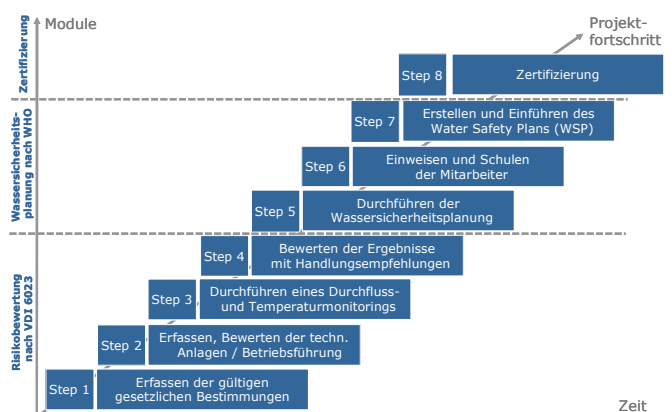 Module
Projekt-
fortschritt
Zertifizierung
Step 8
Zertifizierung
Wassersicherheits-
planung nach WHO
Step 7
Erstellen und Einführen des
Water Safety Plans (WSP)
Step 6
Einweisen und Schulen
der Mitarbeiter
Step 5
Durchführen der
Wassersicherheitsplanung
Risikobewertung
nach VDI 6023
Step 4
Bewerten der Ergebnisse
mit Handlungsempfehlungen
Step 3
Durchführen eines Durchfluss-
und Temperaturmonitorings
Step 2
Erfassen, Bewerten der techn.
Anlagen / Betriebsführung
Step 1
Erfassen der gültigen
gesetzlichen Bestimmungen
Zeit